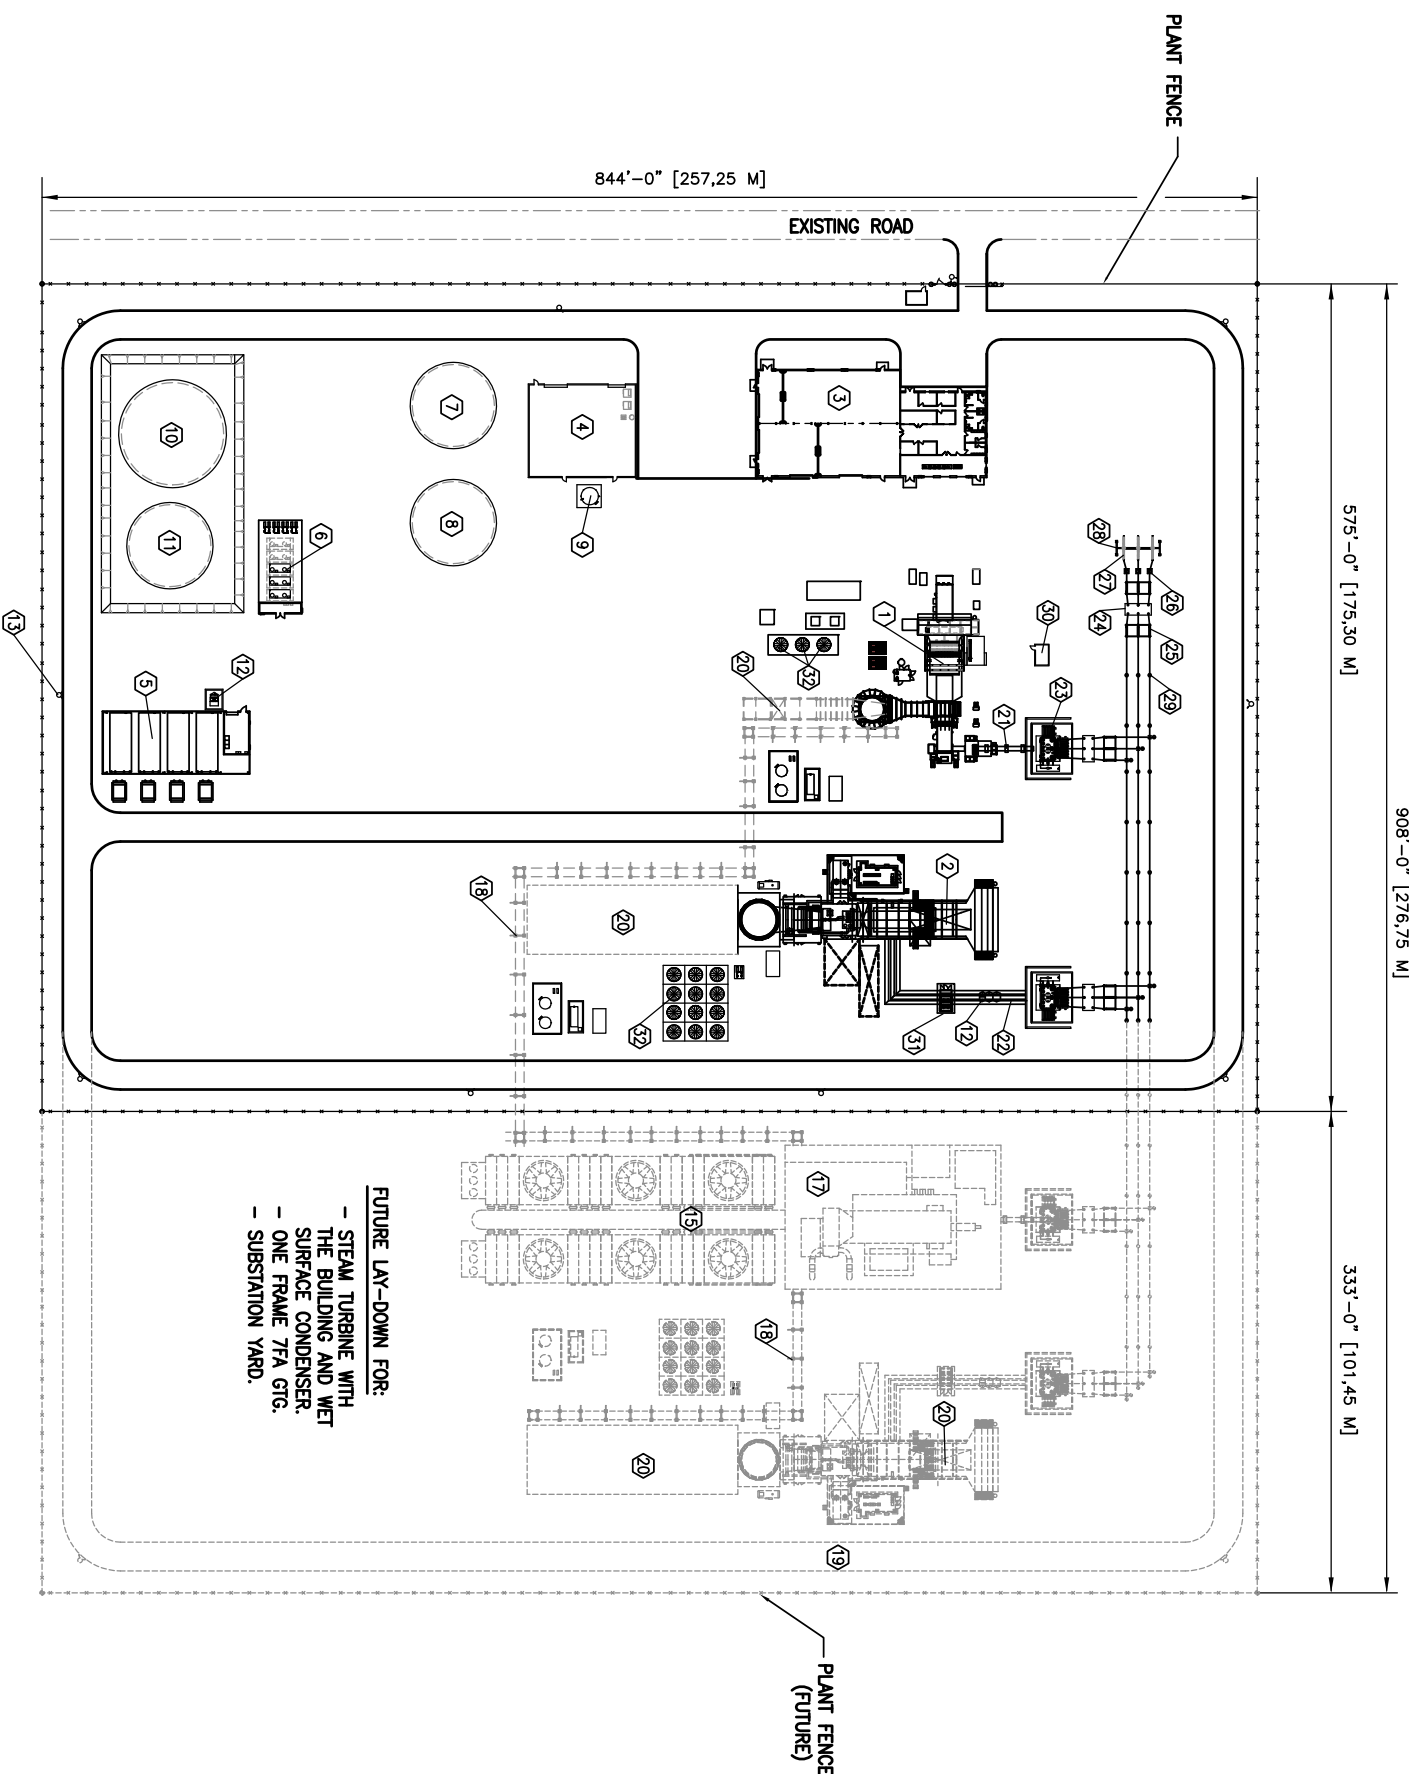 PLANT FENCE
844'-0" [257,25 M]
EXISTING ROAD
575'-0" [175,30 M]
908'-0" [276,75 M]
333'-0" [101,45 M]
3
4
7
10
9
8
11
6
28
27
26
24
25
30
29
1
32
20
23
21
12
5
13
2
18
20
22
12
31
32
17
15
18
20
20
19
FUTURE LAY-DOWN FOR:
- STEAM TURBINE WITH
THE BUILDING AND WET
SURFACE CONDENSER.
- ONE FRAME 7FA GTG.
- SUBSTATION YARD.
PLANT FENCE
(FUTURE)